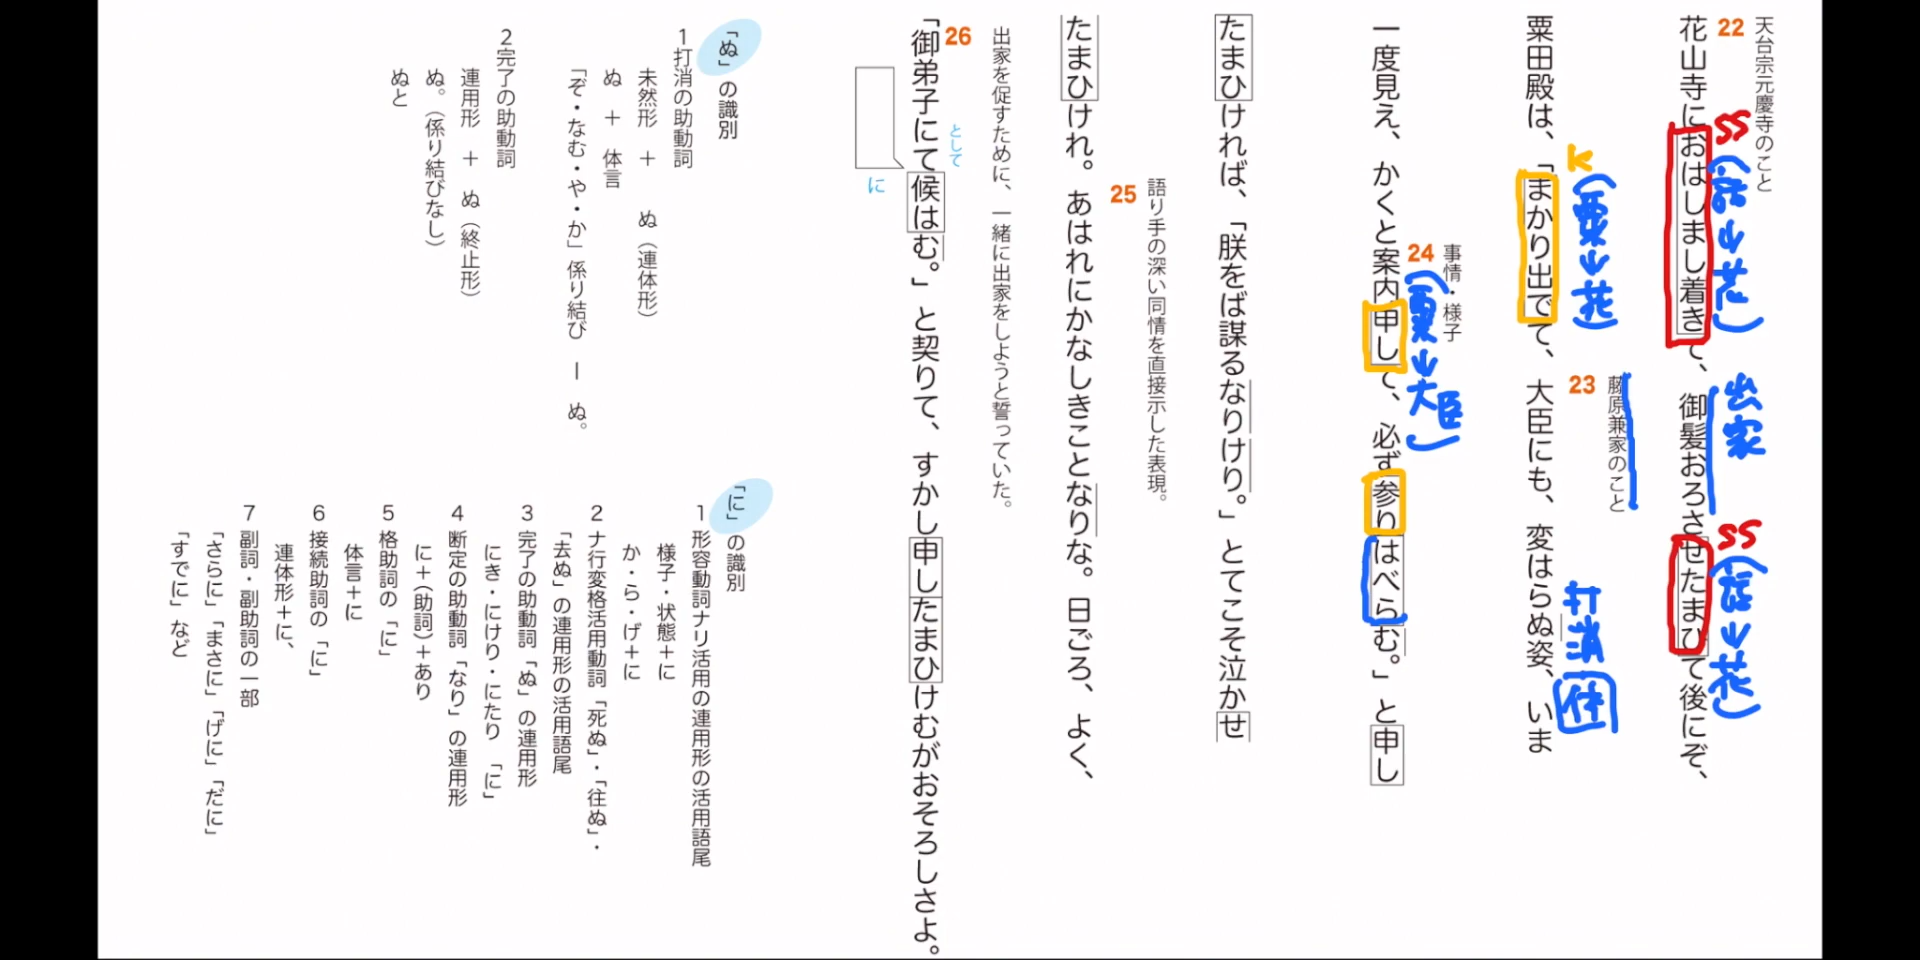 天台宗元慶寺のこと
22
花山寺におはしまし着きて、御髪おろさせたまひて後にぞ、
SS
(語→花)
出家
SS
(語→花)
粟田殿は、「まかり出でて、大臣にも、変はらぬ姿、いま
K
(粟→花)
23
藤原兼家のこと
打消
体
一度見え、かくと案内申して、必ず参りはべらむ。」と申し
24
事情・様子
(粟→大臣)
たまひければ、「朕をば謀るなりけり。」とてこそ泣かせ
25
語り手の深い同情を直接示した表現。
たまひけれ。あはれにかなしきことなりな。日ごろ、よく、
26
出家を促すために、一緒に出家をしようと誓っていた。
「御弟子にて候はむ。」と契りて、すかし申したまひけむがおそろしさよ。
として
に
「ぬ」の識別
1打消の助動詞
未然形 + ぬ(連体形)
ぬ + 体言
「ぞ・なむ・や・か」係り結び ー ぬ。
2完了の助動詞
連用形 + ぬ(終止形)
ぬ。(係り結びなし)
ぬと
「に」の識別
1 形容動詞ナリ活用の連用形の活用語尾
様子・状態+に
か・ら・げ+に
2 ナ行変格活用動詞「死ぬ」・「往ぬ」・
「去ぬ」の連用形の活用語尾
3 完了の助動詞「ぬ」の連用形
にき・にけり・にたり 「に」
4 断定の助動詞「なり」の連用形
に+(助詞)+あり
5 格助詞の「に」
体言+に
6 接続助詞の「に」
連体形+に、
7 副詞・副助詞の一部
「さらに」「まさに」「げに」「だに」
「すでに」など